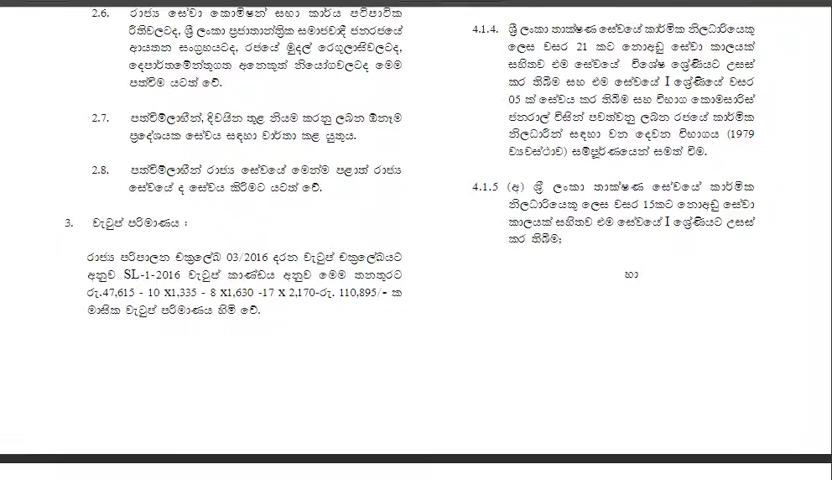 2.6. රාජ්‍ය සේවා කොමිෂන් සභා කාර්ය පටිපාටික
රීතිවලටද, ශ්‍රී ලංකා ප්‍රජාතාන්ත්‍රික සමාජවාදී ජනරජයේ
ආයතන සංග්‍රහයටද, රජයේ මුදල් රෙගුලාසිවලටද,
දෙපාර්තමේන්තුගත අනෙකුත් නියෝගවලටද මෙම
පත්වීම යටත් වේ.
2.7. පත්වීම්ලාභීන්, දිවයින තුළ නියම කරනු ලබන ඕනෑම
ප්‍රදේශයක සේවය සඳහා වාර්තා කළ යුතුය.
2.8. පත්වීම්ලාභීන් රාජ්‍ය සේවයේ මෙන්ම පළාත් රාජ්‍ය
සේවයේ ද සේවය කිරීමට යටත් වේ.
3. වැටුප් පරිමාණය :
රාජ්‍ය පරිපාලන චක්‍රලේඛ 03/2016 දරන වැටුප් චක්‍රලේඛයට
අනුව SL-1-2016 වැටුප් කාණ්ඩය අනුව මෙම තනතුරට
රු.47,615 - 10 X1,335 - 8 X1,630 -17 X 2,170-රු. 110,895/- ක
මාසික වැටුප් පරිමාණය හිමි වේ.
4.1.4. ශ්‍රී ලංකා තාක්ෂණ සේවයේ කාර්මික නිලධාරියෙකු
ලෙස වසර 21 කට නොඅඩු සේවා කාලයක්
සහිතව එම සේවයේ විශේෂ ශ්‍රේණියට උසස්
කර තිබීම සහ එම සේවයේ I ශ්‍රේණියේ වසර
05 ක් සේවය කර තිබීම සහ විභාග කොමසාරිස්
ජනරාල් විසින් පවත්වනු ලබන රජයේ කාර්මික
නිලධාරීන් සඳහා වන දෙවන විභාගය (1979
ව්‍යවස්ථාව) සම්පූර්ණයෙන් සමත් වීම.
4.1.5 (අ) ශ්‍රී ලංකා තාක්ෂණ සේවයේ කාර්මික
නිලධාරියෙකු ලෙස වසර 15කට නොඅඩු සේවා
කාලයක් සහිතව එම සේවයේ I ශ්‍රේණියට උසස්
කර තිබීම;
හා